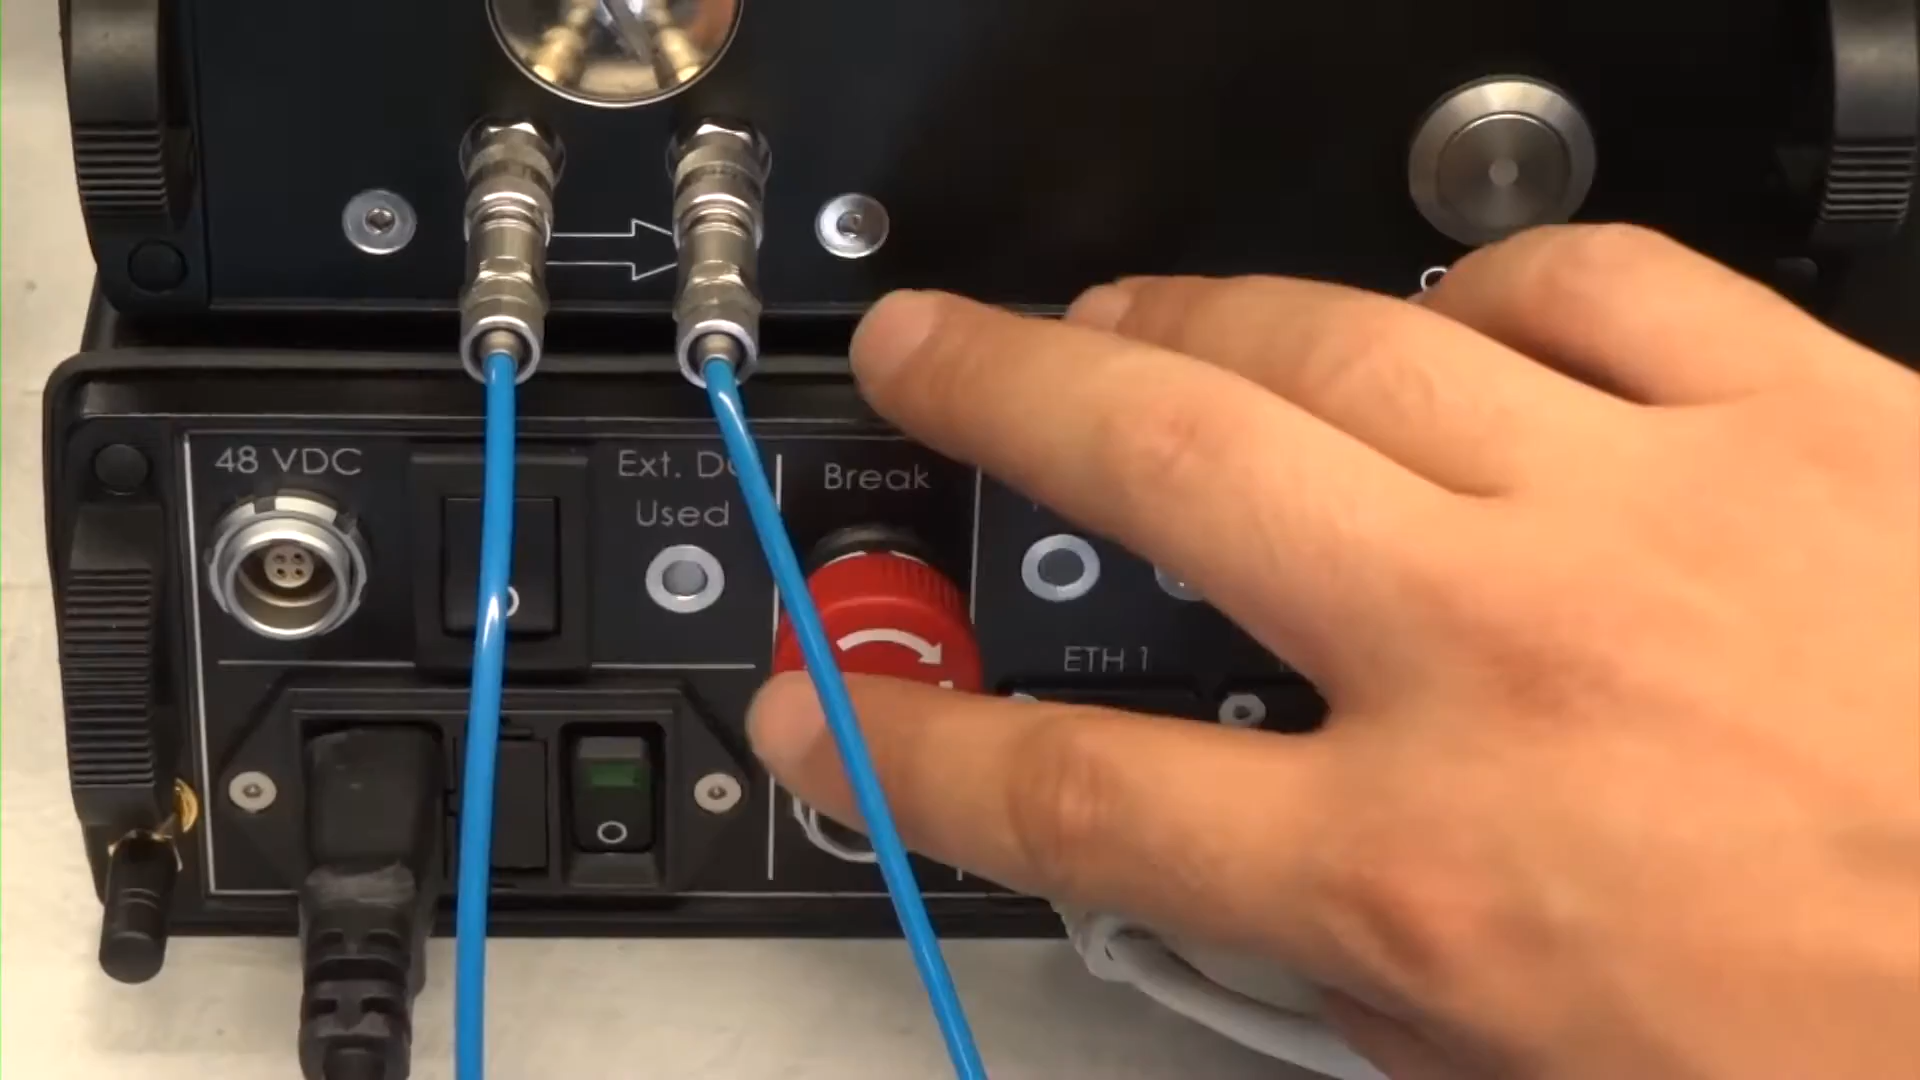 48 VDC
Ext.
Used
Break
ETH 1